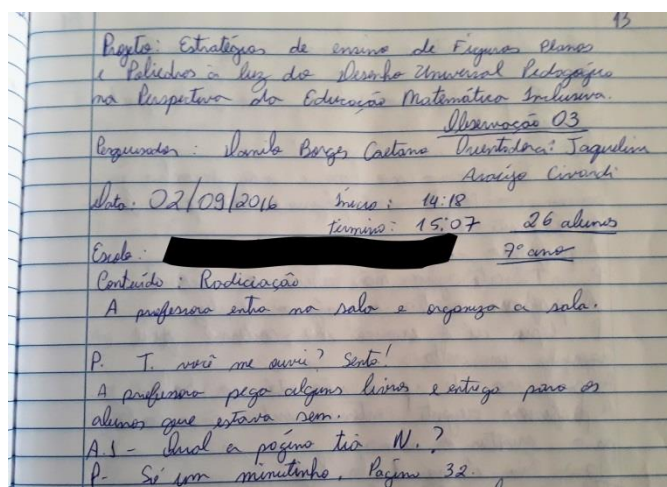 13
Projeto: Estratégias de ensino de Figuras Planas
e Poliedros à luz do Desenho Universal Pedagógico
na Perspectiva da Educação Matemática Inclusiva.
Observação 03
Pesquisador: Danilo Borges Caetano Orientadora: Jaqueline
Araújo Civardi
Data: 02/09/2016 Início: 14:18
término: 15:07 26 alunos
Escola: 7º ano
Conteúdo: Radiciação
A professora entra na sala e organiza a sala.
P. T. você me ouviu? Senta!
A professora pega alguns livros e entrega para os
alunos que estava sem.
A.1 - Qual a página tia N.?
P- Só um minutinho. Página 32.